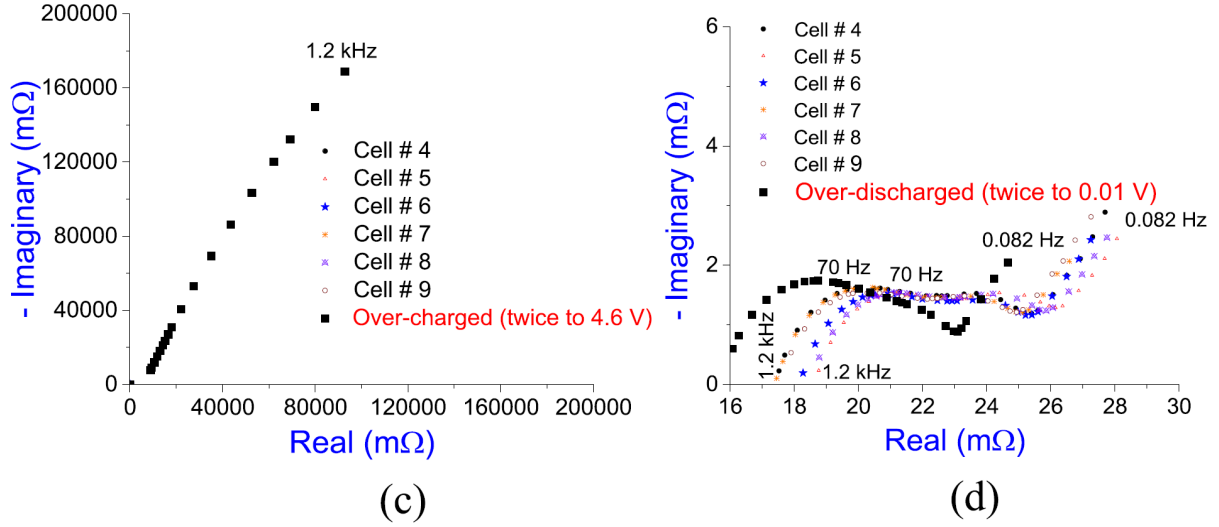 200000
160000
120000
80000
40000
0
- Imaginary (mΩ)
1.2 kHz
Cell # 4
Cell # 5
Cell # 6
Cell # 7
Cell # 8
Cell # 9
Over-charged (twice to 4.6 V)
0 40000 80000 120000 160000 200000
Real (mΩ)
(c)
6
4
2
0
- Imaginary (mΩ)
Cell # 4
Cell # 5
Cell # 6
Cell # 7
Cell # 8
Cell # 9
Over-discharged (twice to 0.01 V)
0.082 Hz
0.082 Hz
70 Hz
70 Hz
1.2 kHz
1.2 kHz
16 18 20 22 24 26 28 30
Real (mΩ)
(d)